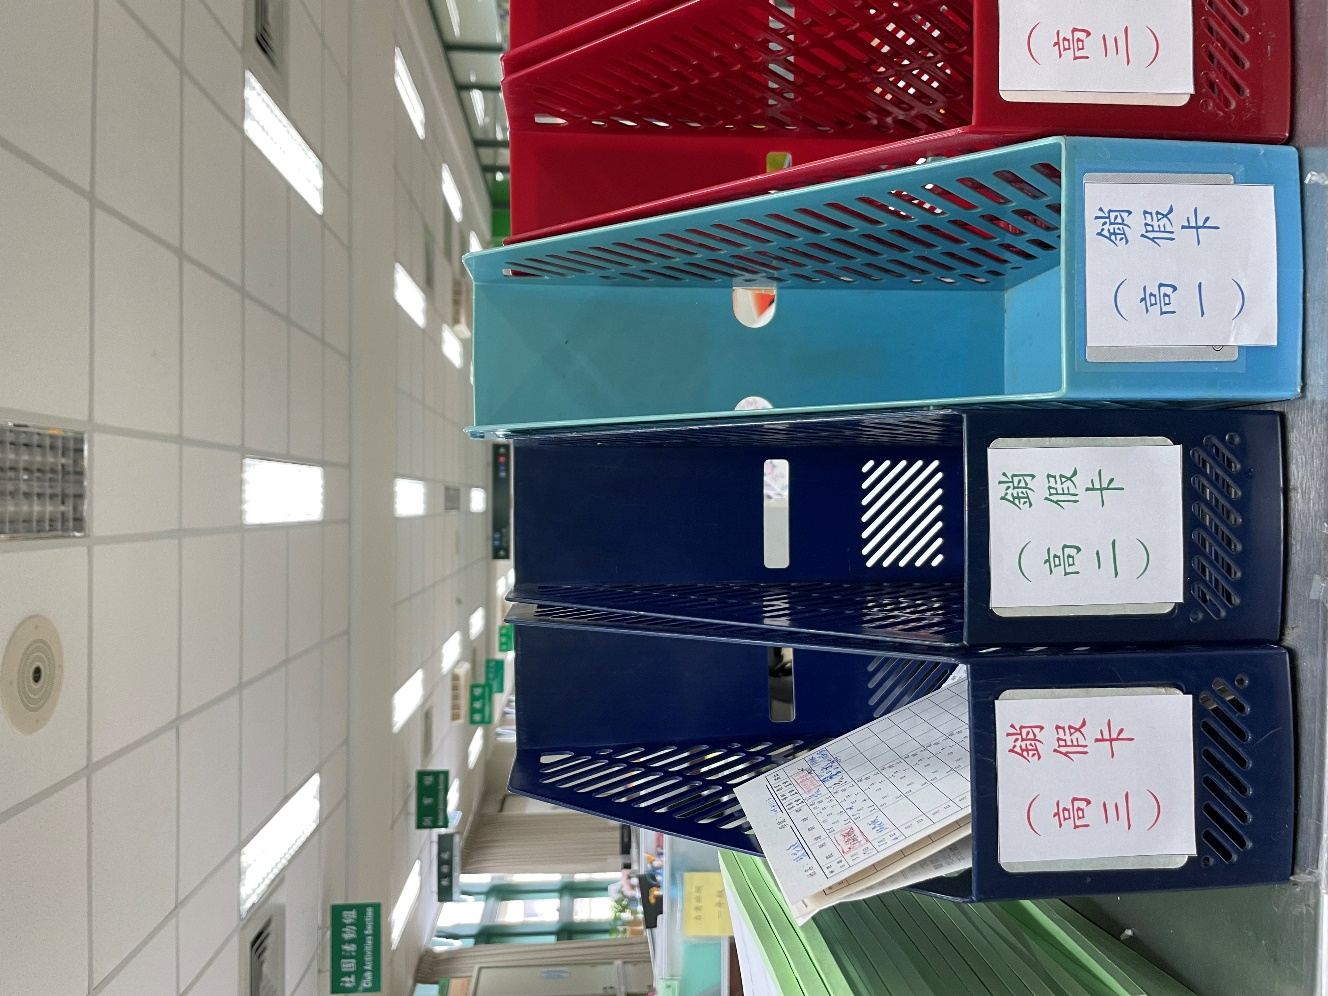 社團活動組
Club Activities Section
銷假卡
（高三）
銷假卡
（高二）
銷假卡
（高一）
（高三）